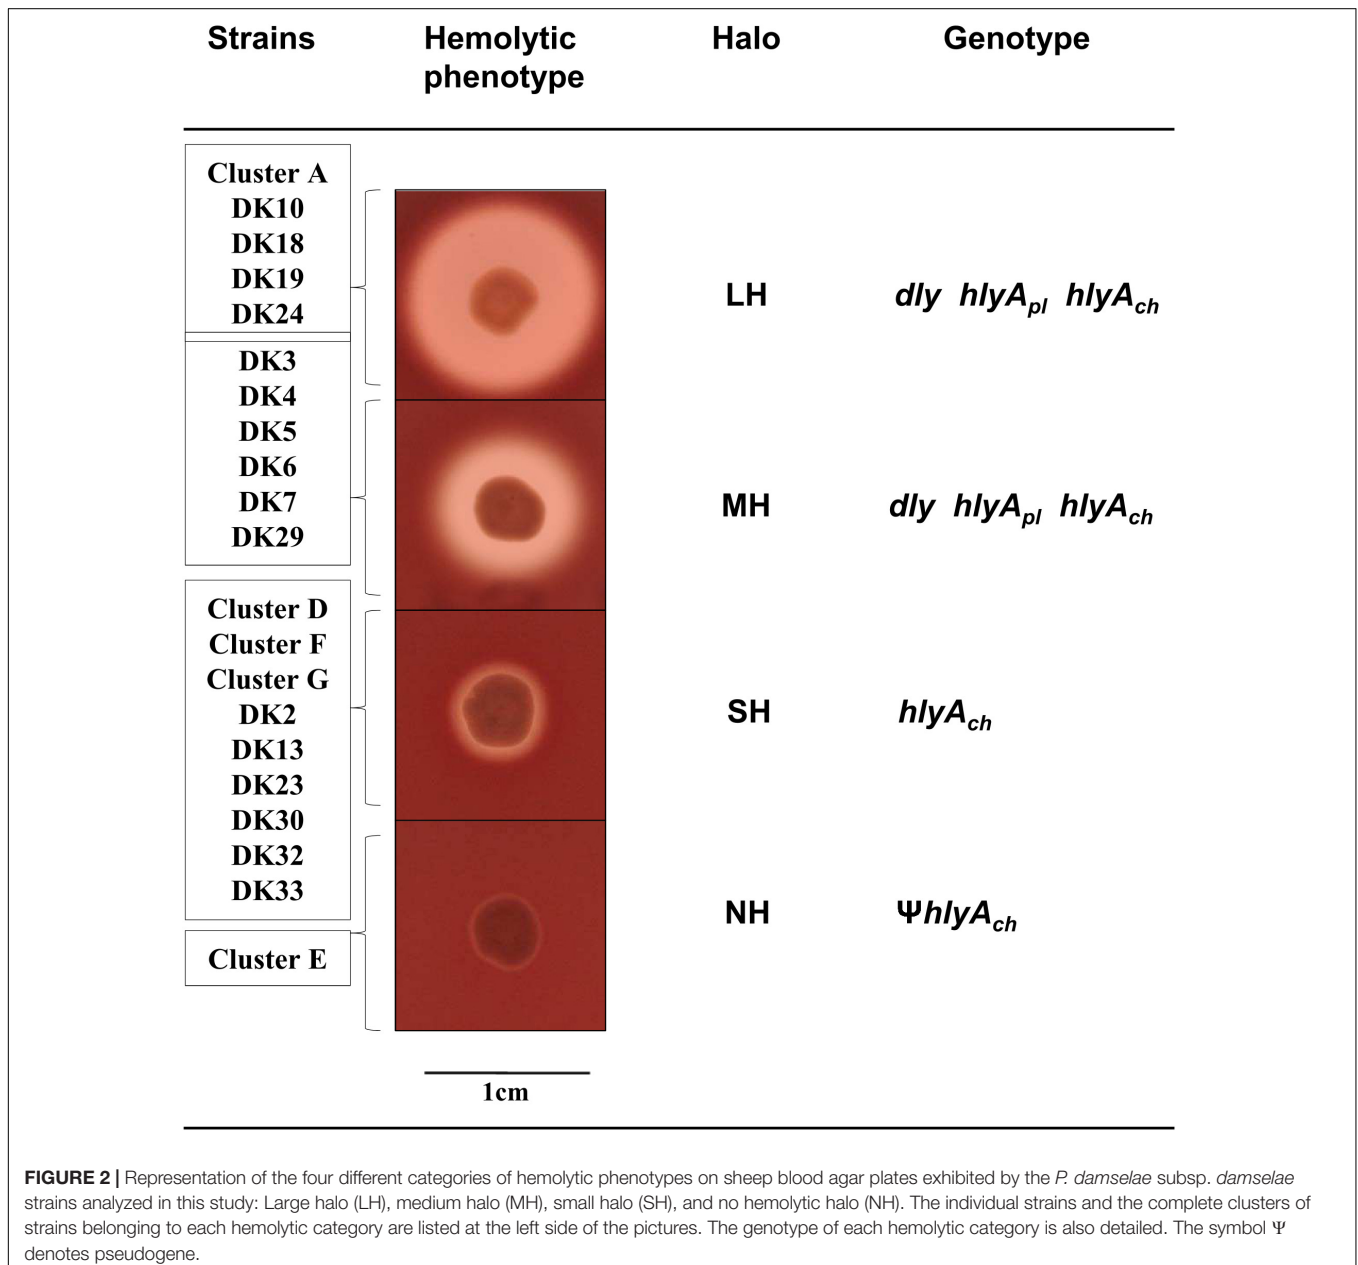 Strains Hemolytic phenotype Halo Genotype
Cluster A
DK10
DK18
DK19
DK24
LH dly hlyApl hlyAch
DK3
DK4
DK5
DK6
DK7
DK29
MH dly hlyApl hlyAch
Cluster D
Cluster F
Cluster G
DK2
DK13
DK23
DK30
DK32
DK33
SH hlyAch
Cluster E
NH ΨhlyAch
1cm
FIGURE 2 | Representation of the four different categories of hemolytic phenotypes on sheep blood agar plates exhibited by the P. damselae subsp. damselae
strains analyzed in this study: Large halo (LH), medium halo (MH), small halo (SH), and no hemolytic halo (NH). The individual strains and the complete clusters of
strains belonging to each hemolytic category are listed at the left side of the pictures. The genotype of each hemolytic category is also detailed. The symbol Ψ
denotes pseudogene.